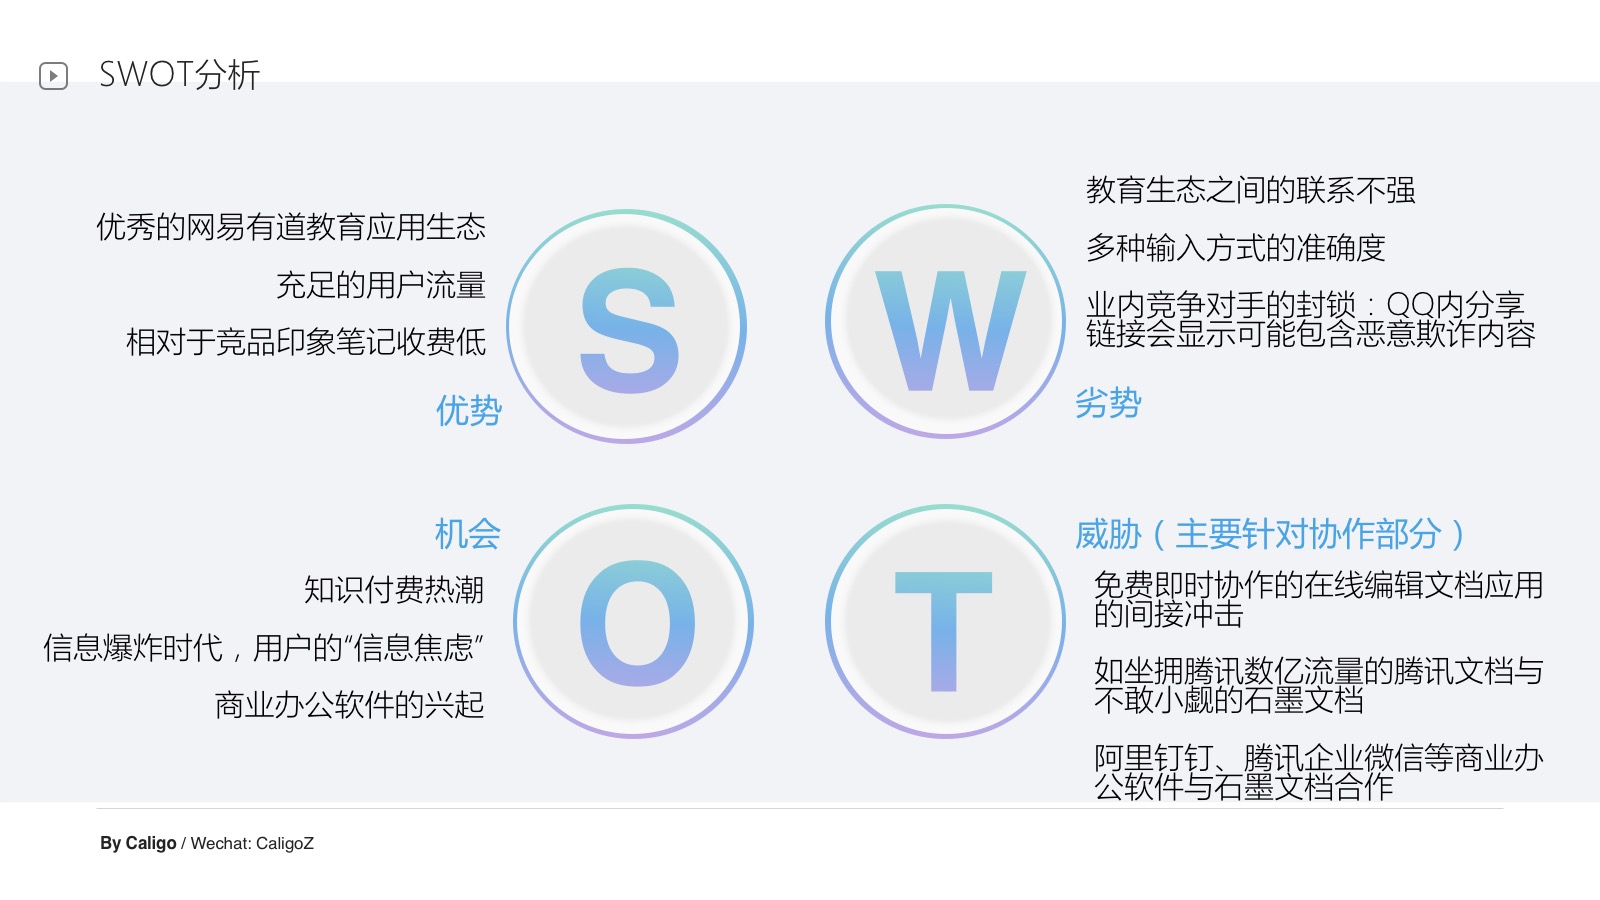 SWOT分析
优秀的网易有道教育应用生态
充足的用户流量
相对于竞品印象笔记收费低
优势
S
W
教育生态之间的联系不强
多种输入方式的准确度
业内竞争对手的封锁：QQ内分享
链接会显示可能包含恶意欺诈内容
劣势
机会
知识付费热潮
信息爆炸时代，用户的“信息焦虑”
商业办公软件的兴起
O
T
威胁（主要针对协作部分）
免费即时协作的在线编辑文档应用
的间接冲击
如坐拥腾讯数亿流量的腾讯文档与
不敢小觑的石墨文档
阿里钉钉、腾讯企业微信等商业办
公软件与石墨文档合作
By Caligo / Wechat: CaligoZ